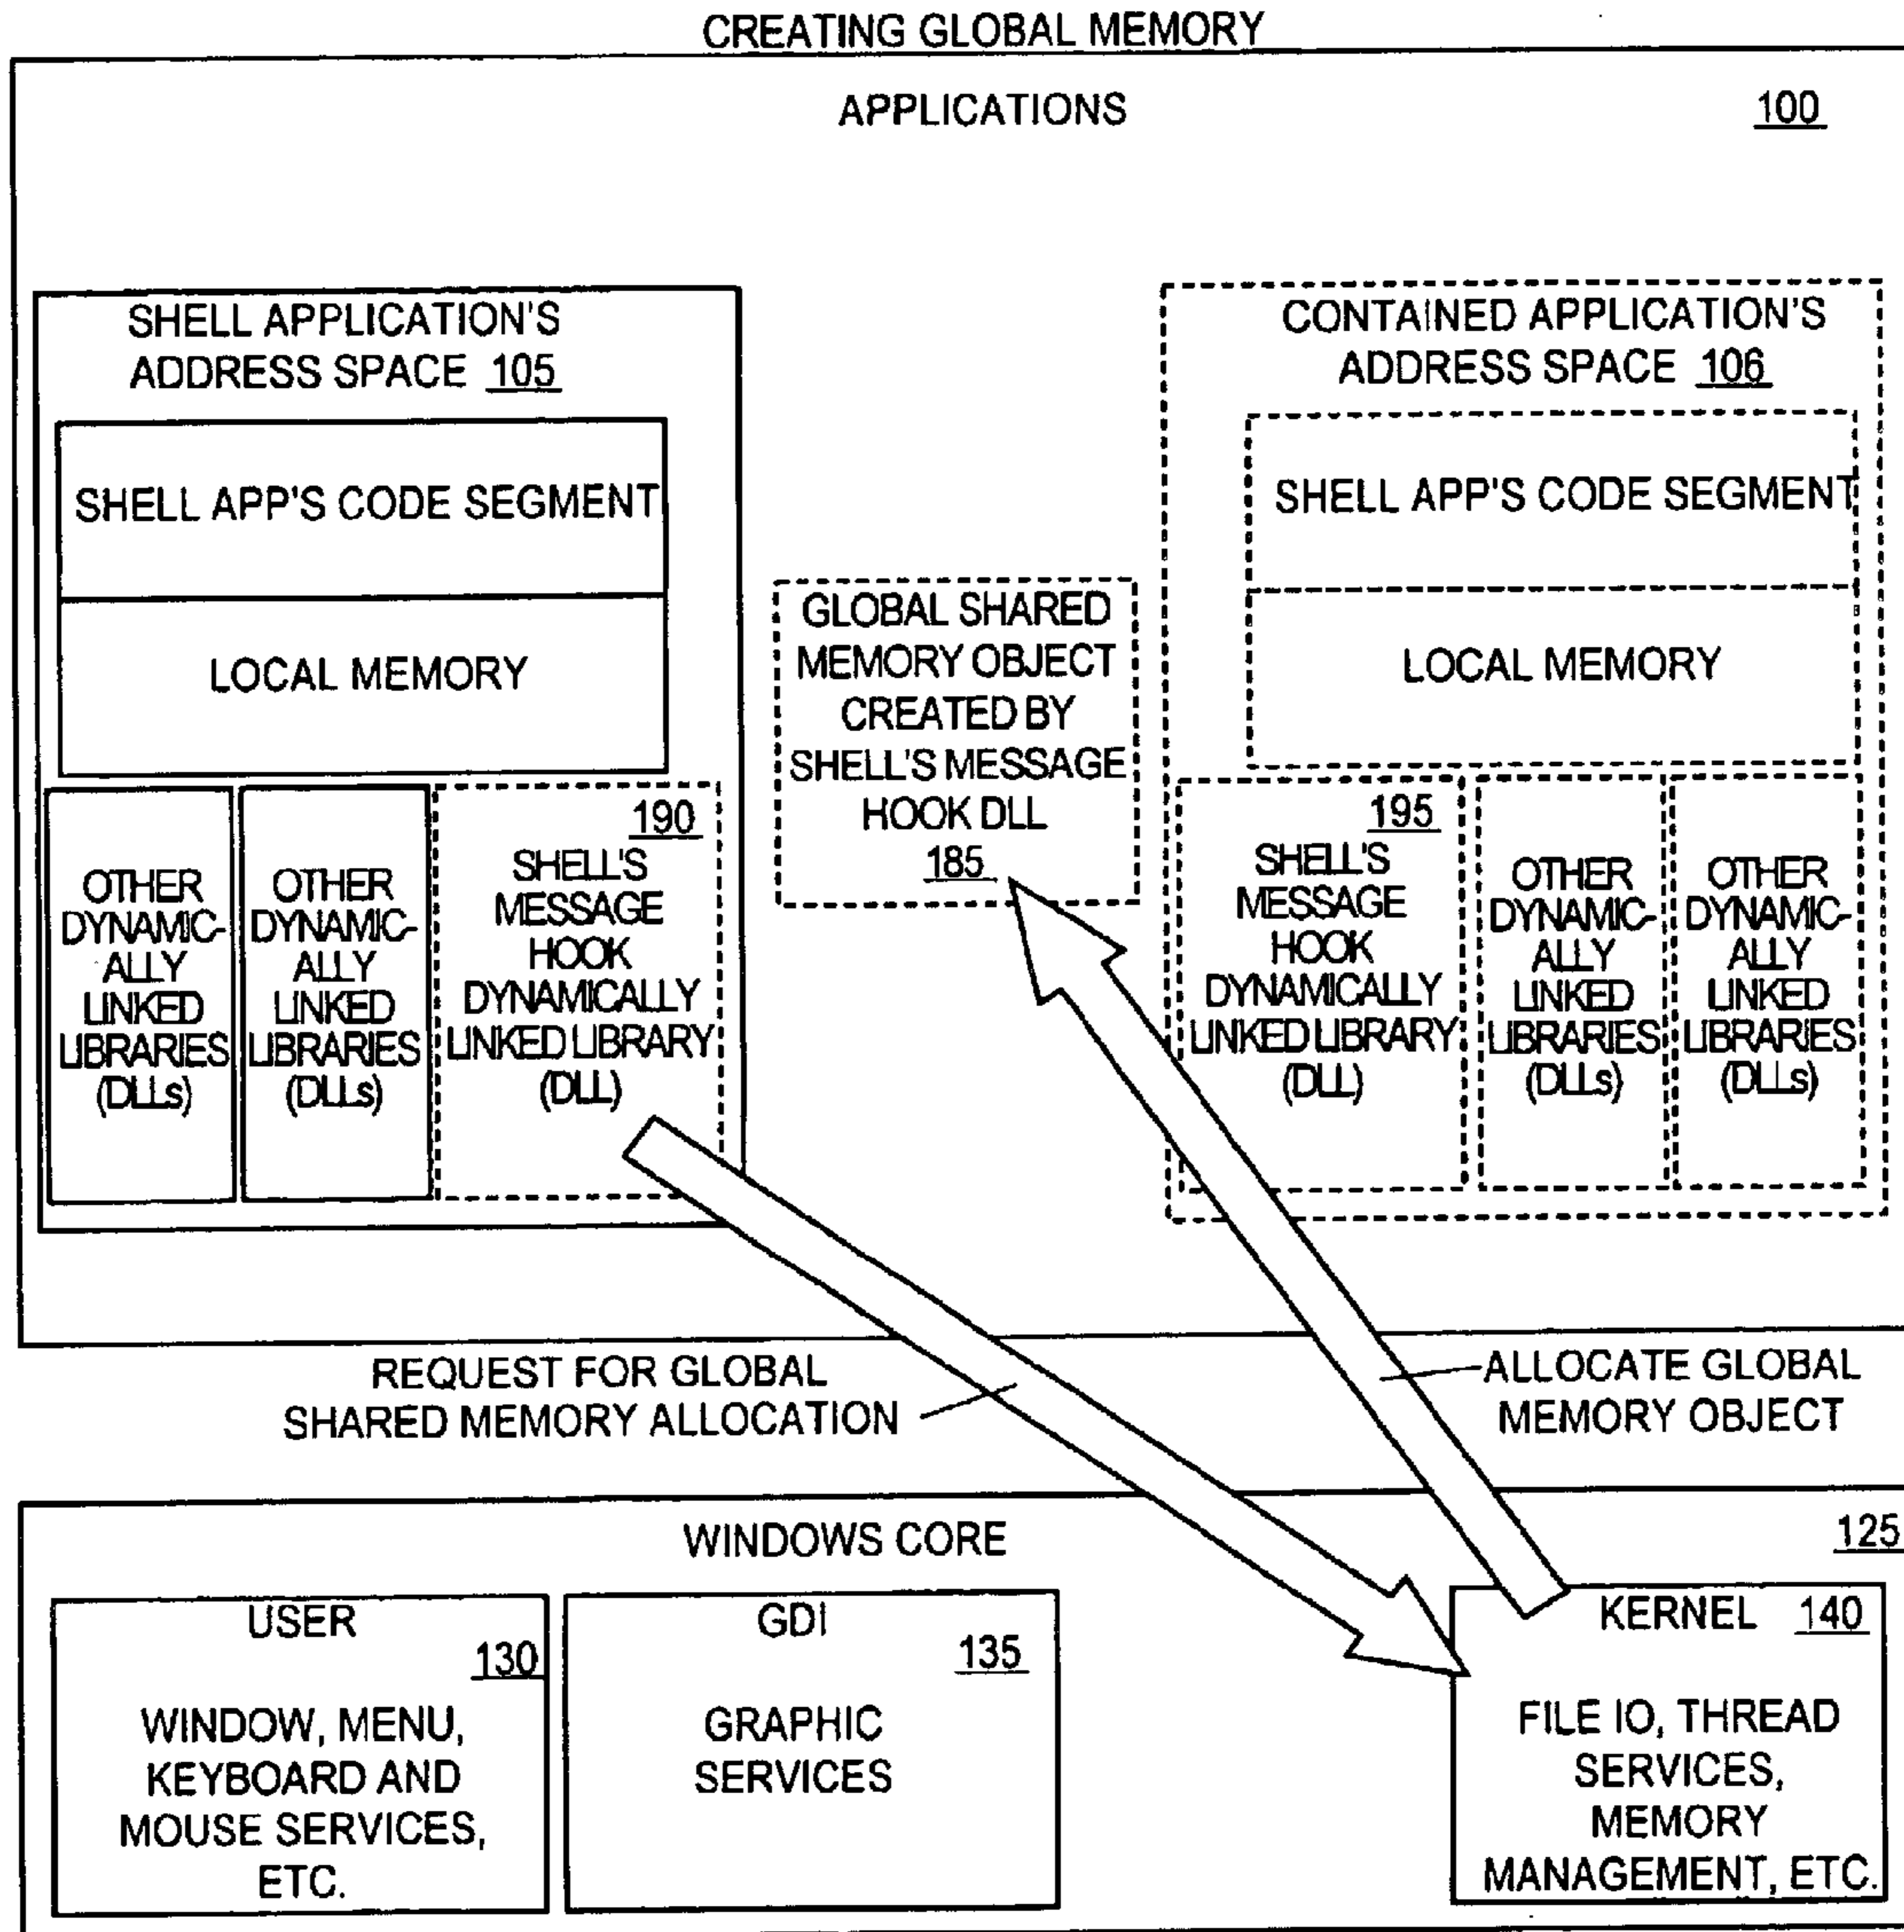 CREATING GLOBAL MEMORY
APPLICATIONS
100
SHELL APPLICATION'S
ADDRESS SPACE 105
SHELL APP'S CODE SEGMENT
LOCAL MEMORY
OTHER
DYNAMIC-
ALLY
LINKED
LIBRARIES
(DLLs)
OTHER
DYNAMIC-
ALLY
LINKED
LIBRARIES
(DLLs)
190
SHELL'S
MESSAGE
HOOK
DYNAMICALLY
LINKED LIBRARY
(DLL)
GLOBAL SHARED
MEMORY OBJECT
CREATED BY
SHELL'S MESSAGE
HOOK DLL
185
CONTAINED APPLICATION'S
ADDRESS SPACE 106
SHELL APP'S CODE SEGMENT
LOCAL MEMORY
195
SHELL'S
MESSAGE
HOOK
DYNAMICALLY
LINKED LIBRARY
(DLL)
OTHER
DYNAMIC-
ALLY
LINKED
LIBRARIES
(DLLs)
OTHER
DYNAMIC-
ALLY
LINKED
LIBRARIES
(DLLs)
REQUEST FOR GLOBAL
SHARED MEMORY ALLOCATION
ALLOCATE GLOBAL
MEMORY OBJECT
WINDOWS CORE
125
USER
130
WINDOW, MENU,
KEYBOARD AND
MOUSE SERVICES,
ETC.
GDI
135
GRAPHIC
SERVICES
KERNEL 140
FILE IO, THREAD
SERVICES,
MEMORY
MANAGEMENT, ETC.